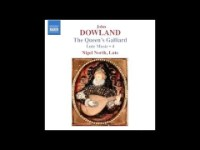 John
DOWLAND
The Queen's Galliard
Lute Music • 4
Nigel North, Lute